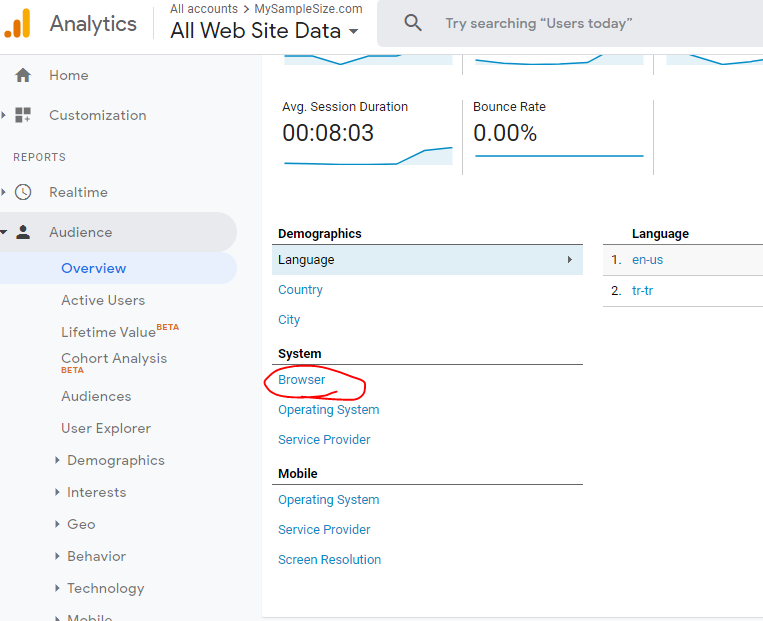 Analytics
All accounts > MySampleSize.com
All Web Site Data
Try searching “Users today”
Home
Customization
REPORTS
Realtime
Audience
Overview
Active Users
Lifetime Value BETA
Cohort Analysis
BETA
Audiences
User Explorer
Demographics
Interests
Geo
Behavior
Technology
Mobile
Avg. Session Duration
00:08:03
Bounce Rate
0.00%
Demographics
Language
Country
City
System
Browser
Operating System
Service Provider
Mobile
Operating System
Service Provider
Screen Resolution
Language
1. en-us
2. tr-tr